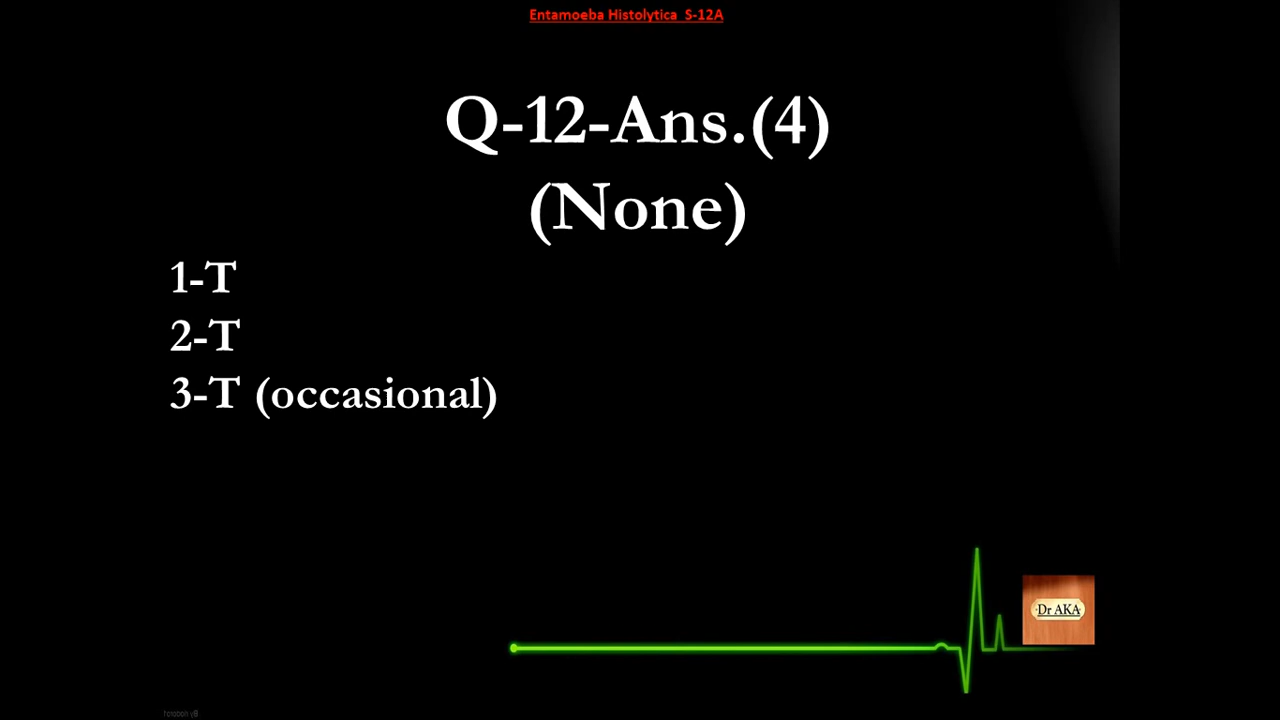 Entamoeba Histolytica S-12A
Q-12-Ans.(4)
(None)
1-T
2-T
3-T (occasional)
Dr AKA